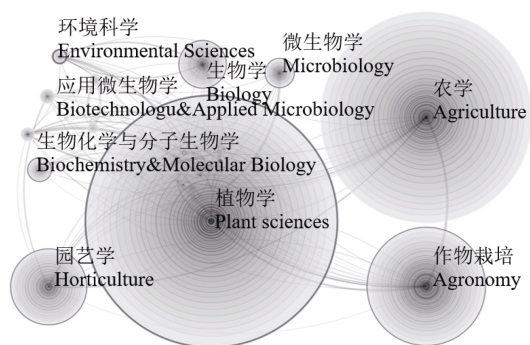 环境科学
Environmental Sciences
生物学
Biology
微生物学
Microbiology
农学
Agriculture
应用微生物学
Biotechnologu&Applied Microbiology
生物化学与分子生物学
Biochemistry&Molecular Biology
植物学
Plant sciences
园艺学
Horticulture
作物栽培
Agronomy